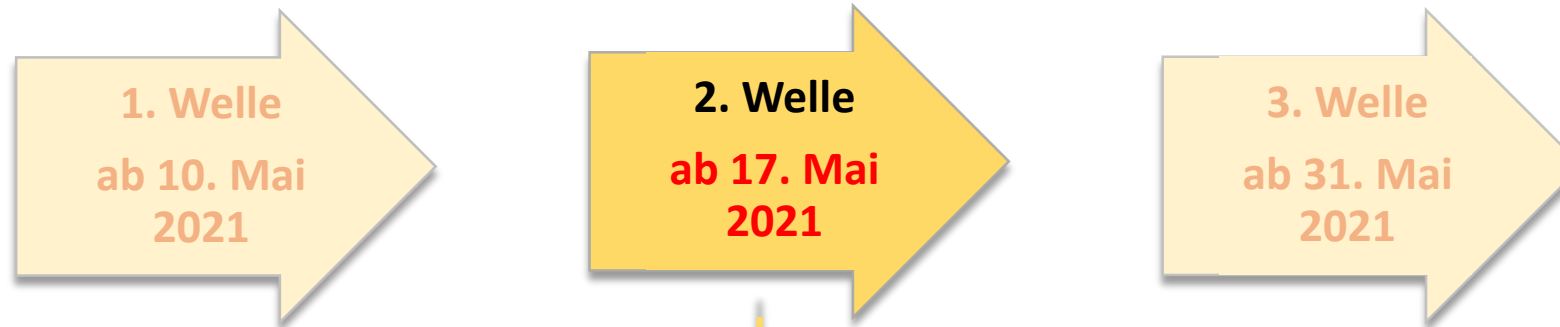 1. Welle
ab 10. Mai
2021
2. Welle
ab 17. Mai
2021
3. Welle
ab 31. Mai
2021